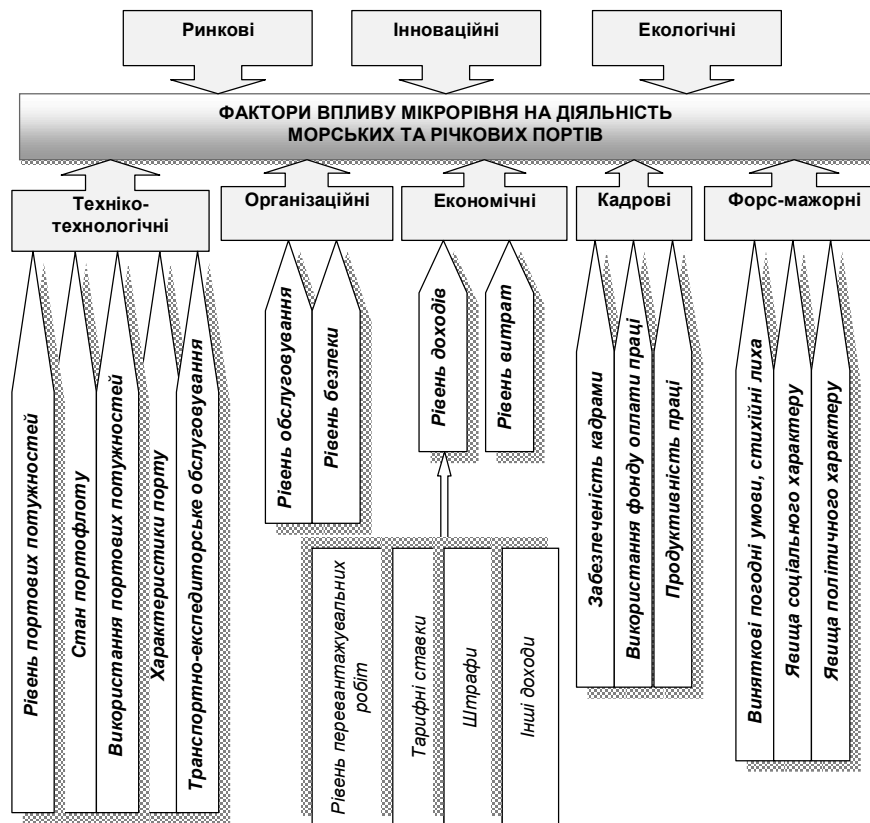 Ринкові
Інноваційні
Екологічні
ФАКТОРИ ВПЛИВУ МІКРОРІВНЯ НА ДІЯЛЬНІСТЬ
МОРСЬКИХ ТА РІЧКОВИХ ПОРТІВ
Техніко-
технологічні
Організаційні
Економічні
Кадрові
Форс-мажорні
Рівень портових потужностей
Стан портофлоту
Використання портових потужностей
Характеристики порту
Транспортно-експедиторське обслуговування
Рівень обслуговування
Рівень безпеки
Рівень доходів
Рівень витрат
Забезпеченість кадрами
Використання фонду оплати праці
Продуктивність праці
Виняткові погодні умови, стихійні лиха
Явища соціального характеру
Явища політичного характеру
Рівень перевантажувальних
робіт
Тарифні ставки
Штрафи
Інші доходи